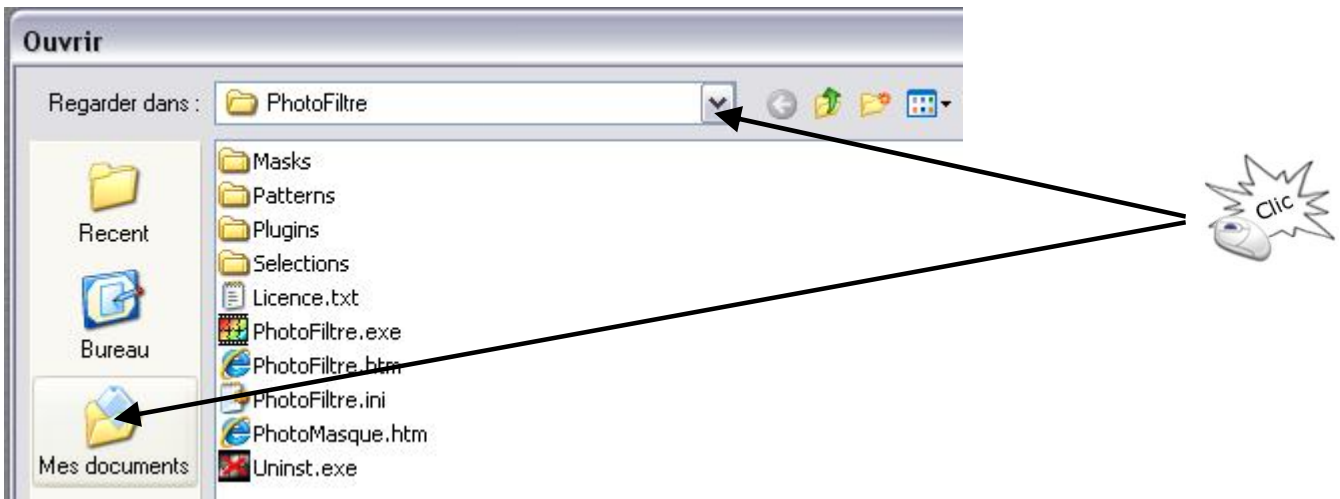 Ouvrir
Regarder dans : PhotoFiltre
Masks
Patterns
Plugins
Selections
Licence.txt
PhotoFiltre.exe
PhotoFiltre.htm
PhotoFiltre.ini
PhotoMasque.htm
Uninst.exe
Recent
Bureau
Mes documents
Clic